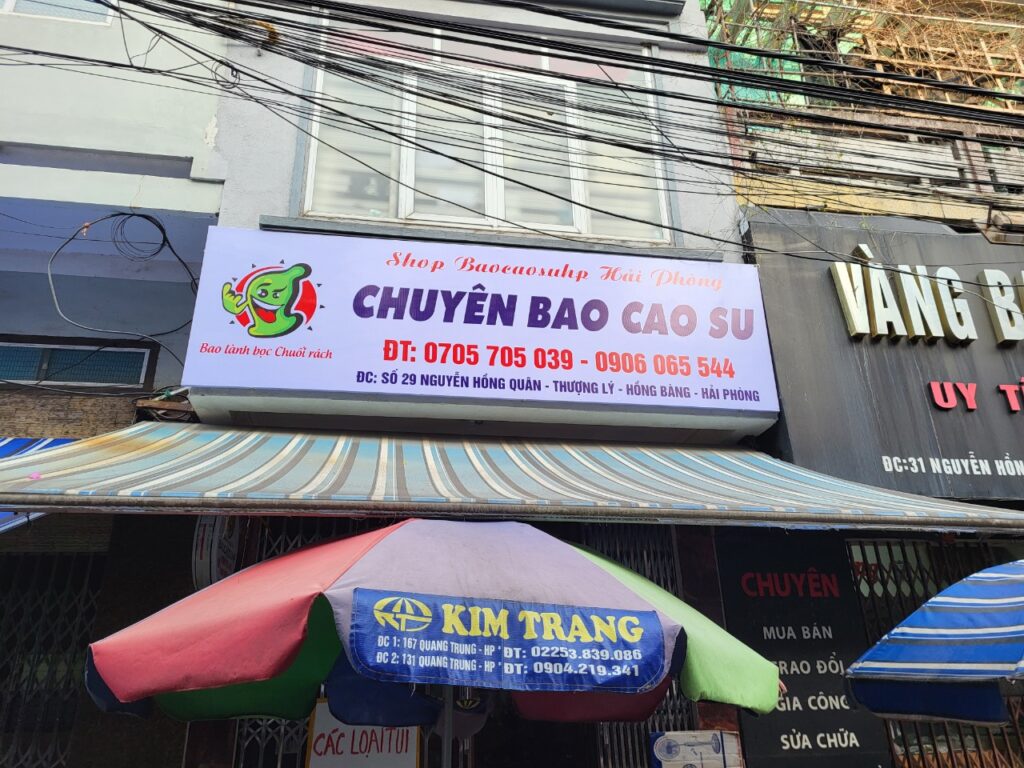 Shop Baocaosuhp Hải Phòng
CHUYÊN BAO CAO SU
Bao lành bọc Chuối rách
ĐT: 0705 705 039 - 0906 065 544
ĐC: SỐ 29 NGUYỄN HỒNG QUÂN - THƯỢNG LÝ - HỒNG BÀNG - HẢI PHÒNG
VÀNG
UY
ĐC:31 NGUYỄN
KIM TRANG
ĐC 1: 167 QUANG TRUNG - HP * ĐT: 02253.839.086
ĐC 2: 131 QUANG TRUNG - HP * ĐT: 0904.219.341
CHUYÊN
MUA BÁN
TRAO ĐỔI
GIA CÔNG
SỬA CHỮA
CÁC LOẠI TÚI